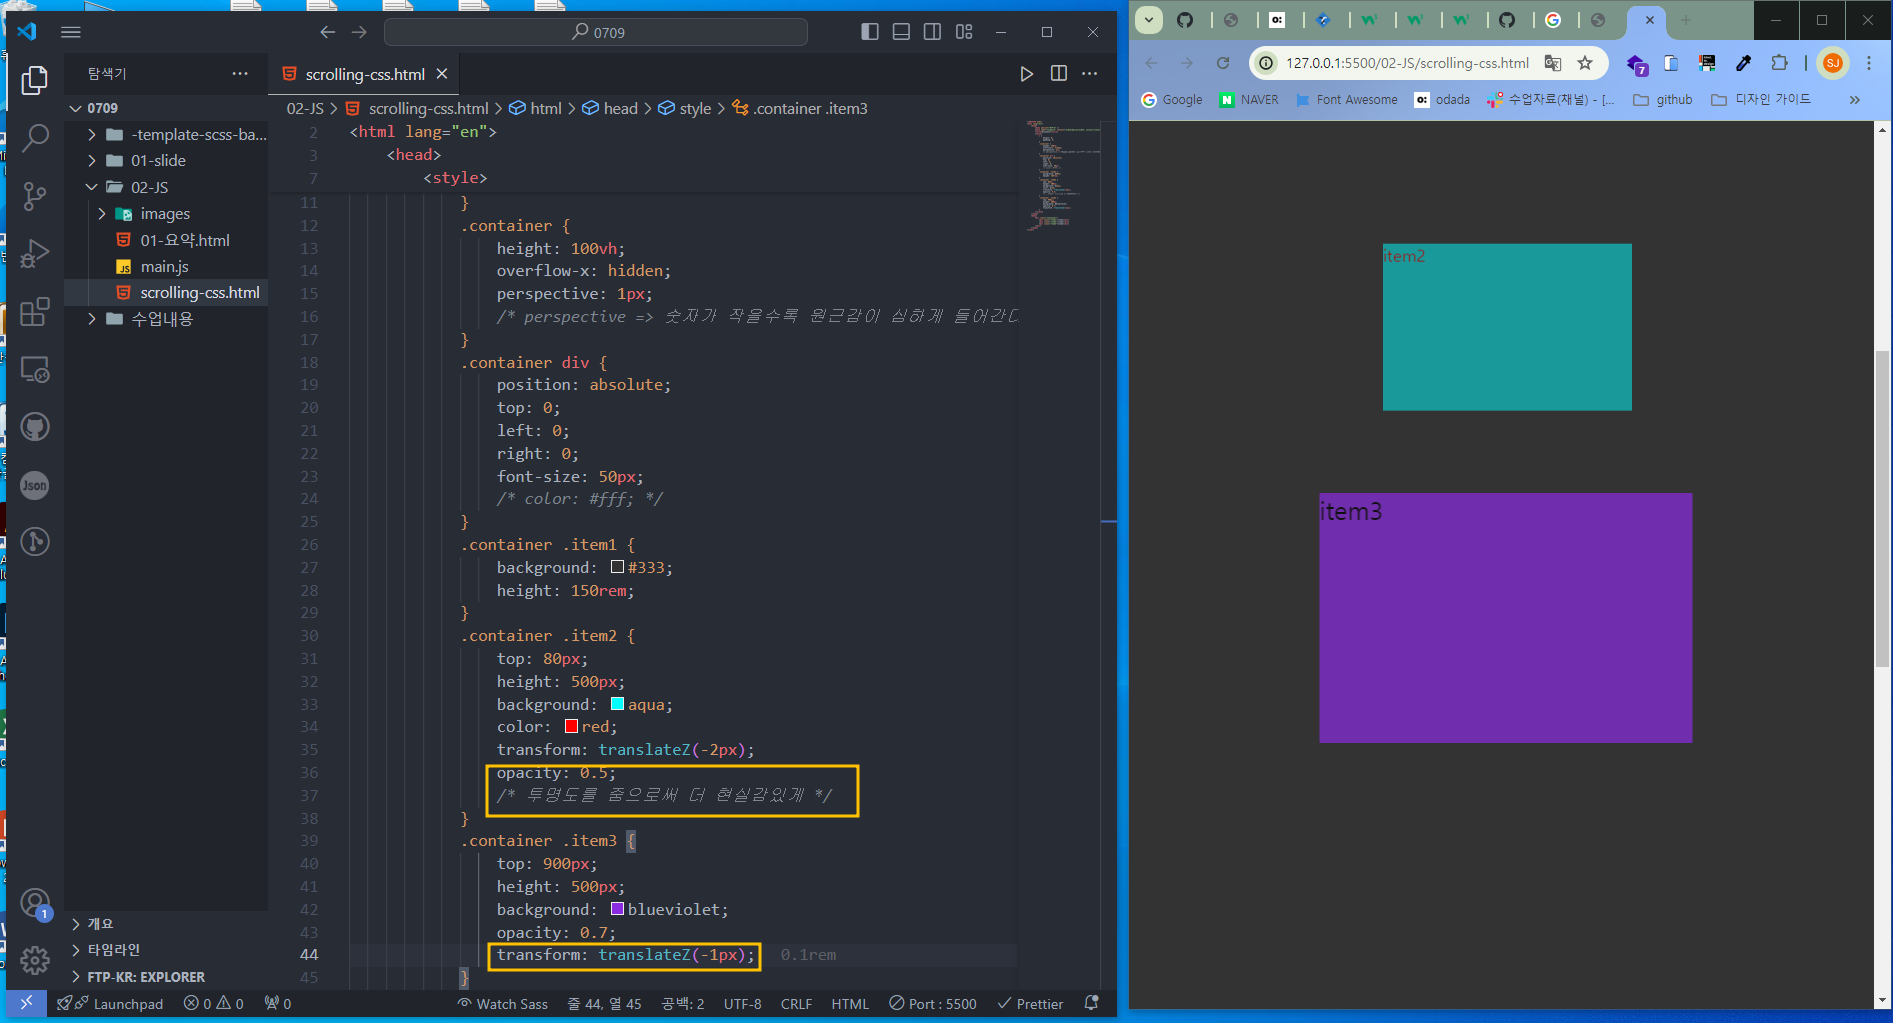 0709
탐색기
scrolling-css.html
127.0.0.1:5500/02-JS/scrolling-css.html
7
SJ
Google
NAVER
Font Awesome
o: odada
수업자료(채널) - [...
github
디자인 가이드
0709
-template-scss-ba...
01-slide
02-JS
images
01-요약.html
JS main.js
scrolling-css.html
수업내용
Json
1
개요
타임라인
FTP-KR: EXPLORER
02-JS > scrolling-css.html > html > head > style > .container .item3
2 <html lang="en">
3 <head>
7 <style>
11 }
12 .container {
13 height: 100vh;
14 overflow-x: hidden;
15 perspective: 1px;
16 /* perspective => 숫자가 작을수록 원근감이 심하게 들어간다
17 }
18 .container div {
19 position: absolute;
20 top: 0;
21 left: 0;
22 right: 0;
23 font-size: 50px;
24 /* color: #fff; */
25 }
26 .container .item1 {
27 background: #333;
28 height: 150rem;
29 }
30 .container .item2 {
31 top: 80px;
32 height: 500px;
33 background: aqua;
34 color: red;
35 transform: translateZ(-2px);
36 opacity: 0.5;
37 /* 투명도를 줌으로써 더 현실감있게 */
38 }
39 .container .item3 {
40 top: 900px;
41 height: 500px;
42 background: blueviolet;
43 opacity: 0.7;
44 transform: translateZ(-1px); 0.1rem
45 }
item2
item3
Launchpad
0 0
0
Watch Sass
줄 44, 열 45
공백: 2
UTF-8
CRLF
HTML
Port : 5500
Prettier